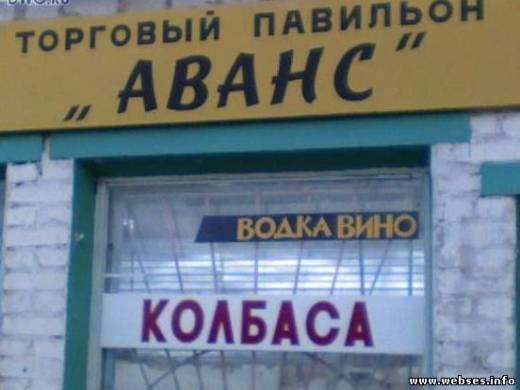 ТОРГОВЫЙ ПАВИЛЬОН
„АВАНС“
ВОДКА ВИНО
КОЛБАСА
www.webses.info